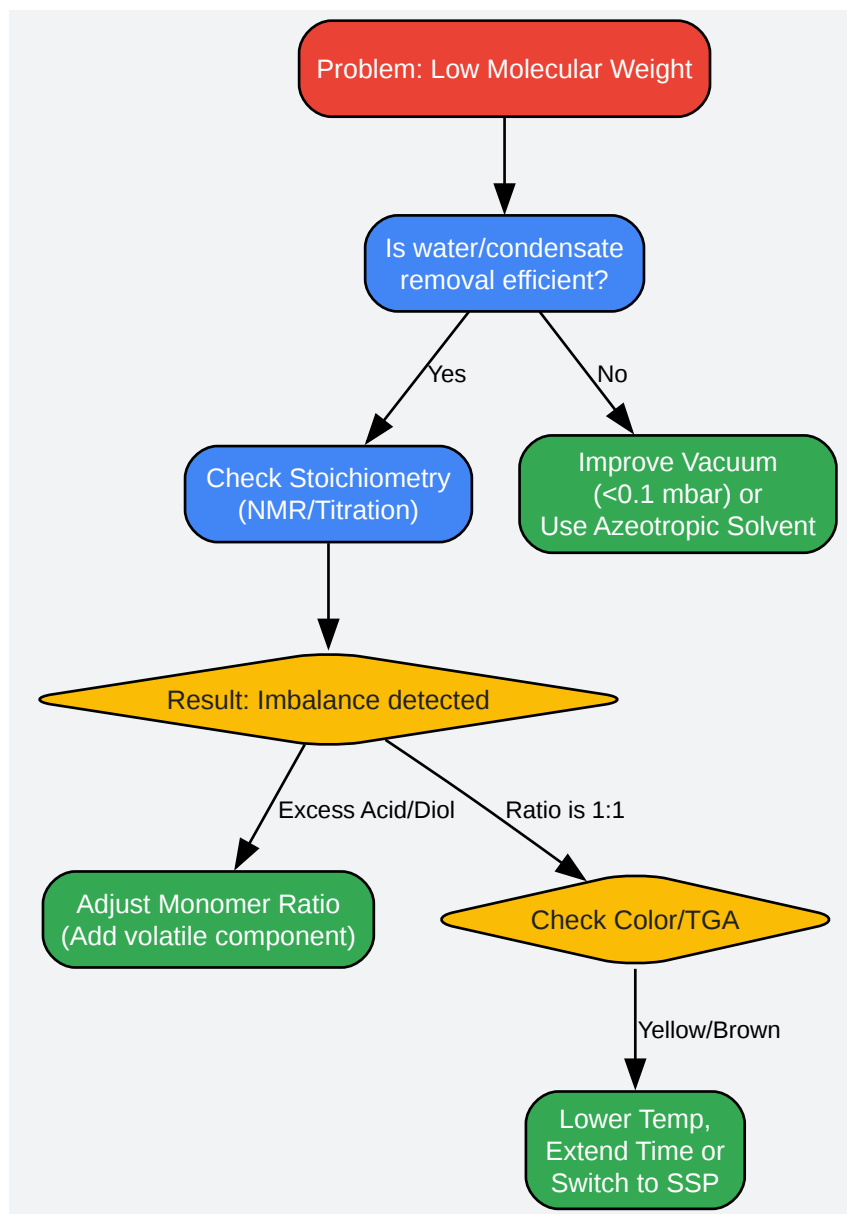 Problem: Low Molecular Weight
Is water/condensate
removal efficient?
Yes
No
Check Stoichiometry
(NMR/Titration)
Improve Vacuum
(<0.1 mbar) or
Use Azeotropic Solvent
Result: Imbalance detected
Excess Acid/Diol
Ratio is 1:1
Adjust Monomer Ratio
(Add volatile component)
Check Color/TGA
Yellow/Brown
Lower Temp,
Extend Time or
Switch to SSP